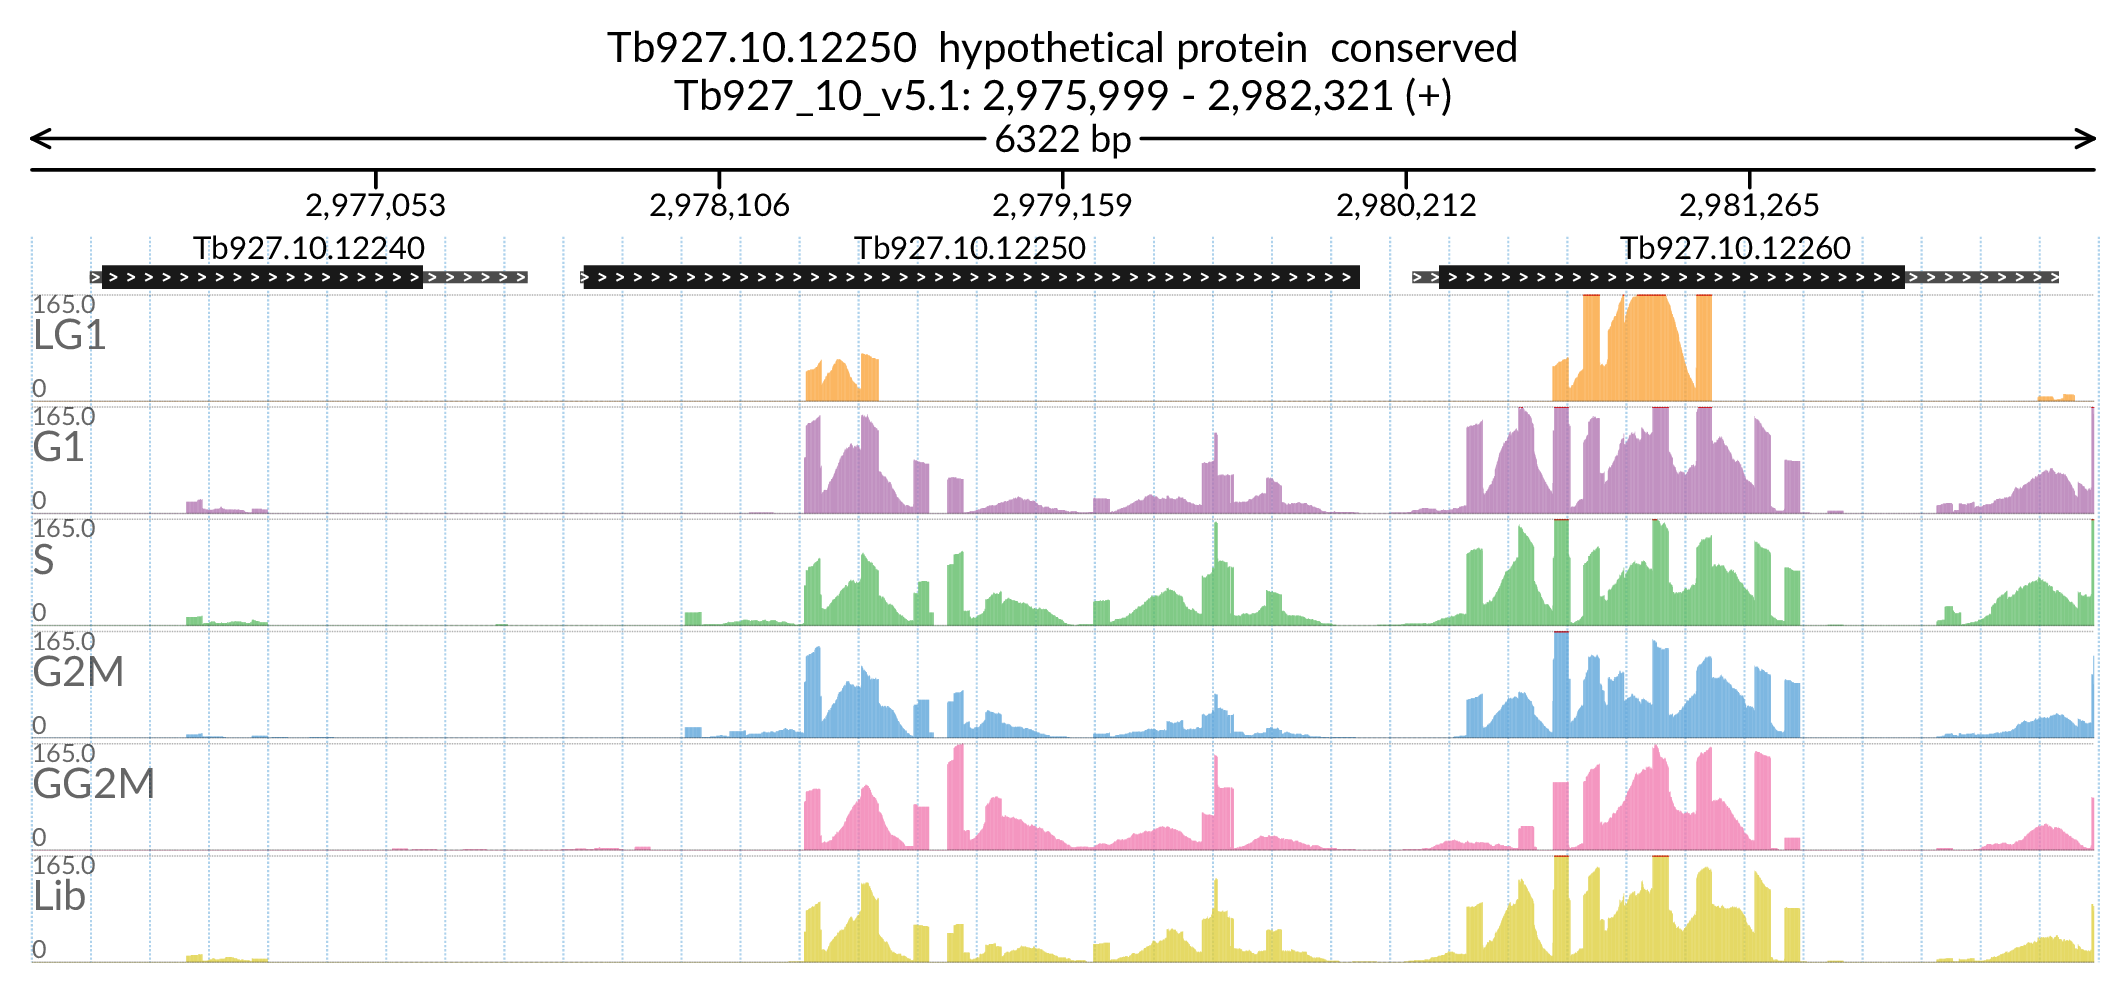 Tb927.10.12250 hypothetical protein conserved
Tb927_10_v5.1: 2,975,999 - 2,982,321 (+)
6322 bp
2,977,053 2,978,106 2,979,159 2,980,212 2,981,265
Tb927.10.12240 Tb927.10.12250 Tb927.10.12260
165.0
LG1
0
165.0
G1
0
165.0
S
0
165.0
G2M
0
165.0
GG2M
0
165.0
Lib
0